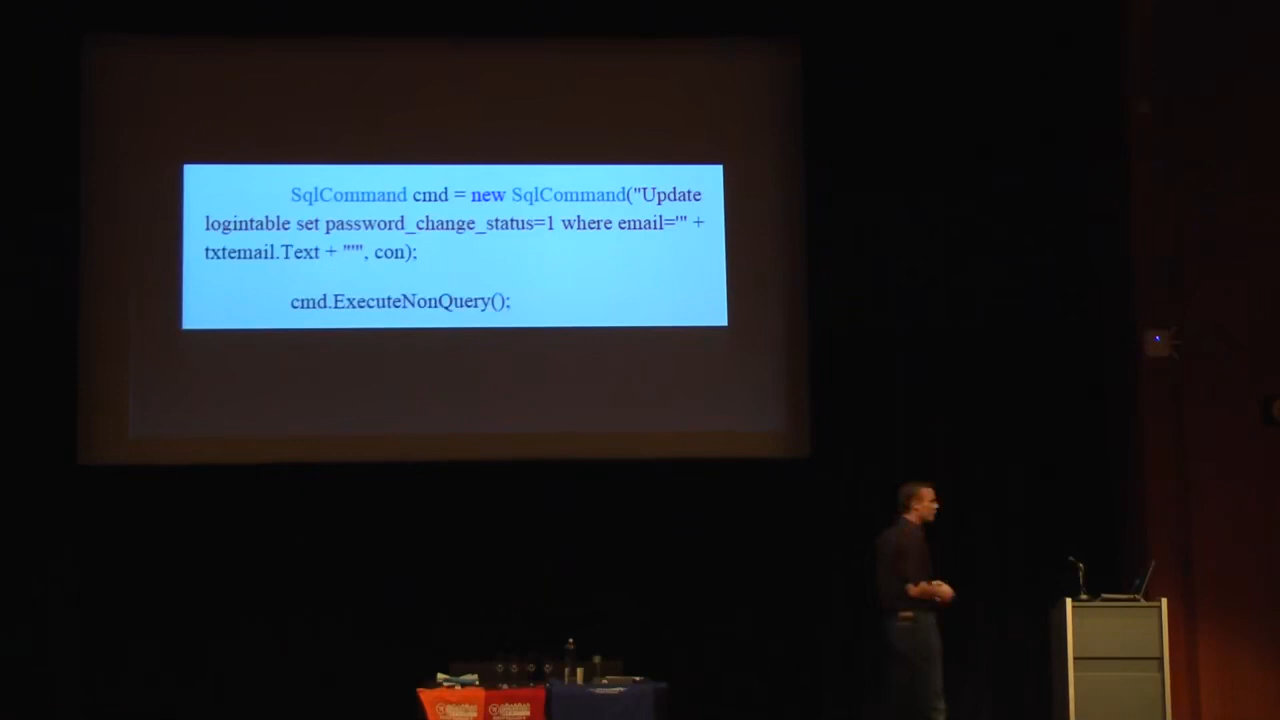 SqlCommand cmd = new SqlCommand("Update
logintable set password_change_status=1 where email='" +
txtemail.Text + "'", con);
cmd.ExecuteNonQuery();